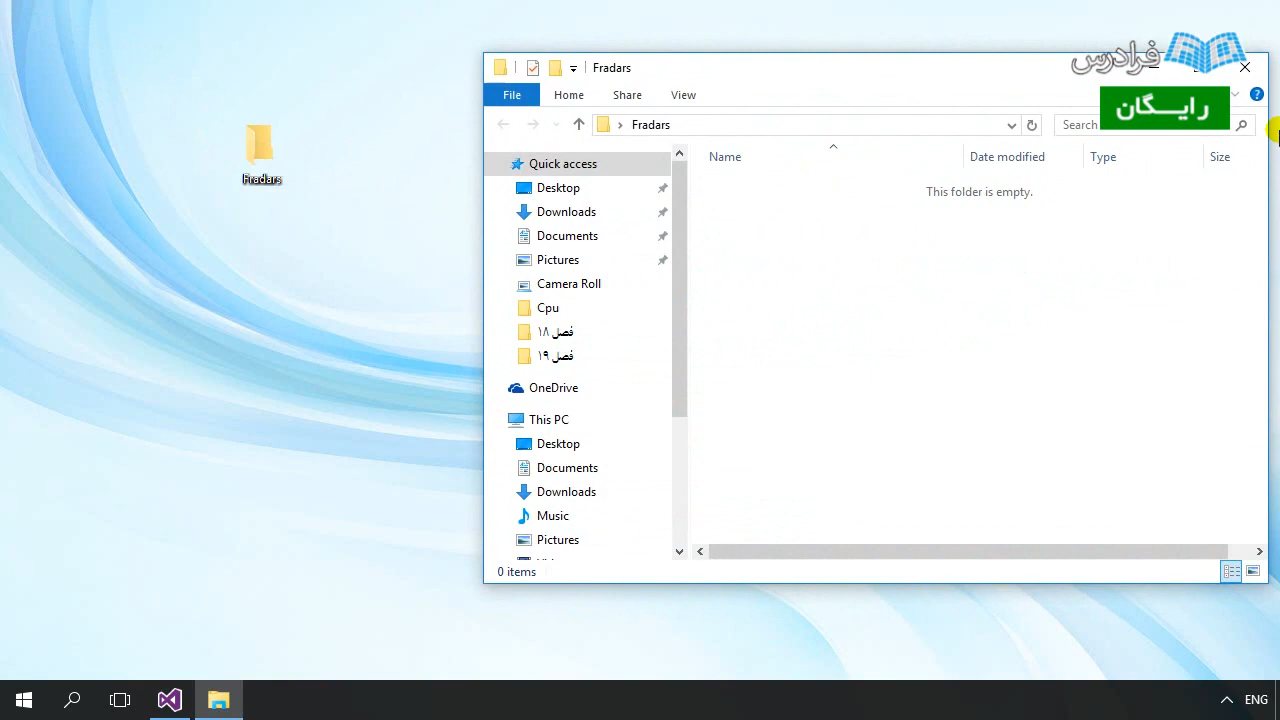 Fradars
Fradars
فرادرس
رایگان
File
Home
Share
View
Fradars
Search
Quick access
Desktop
Downloads
Documents
Pictures
Camera Roll
Cpu
فصل ۱۸
فصل ۱۹
OneDrive
This PC
Desktop
Documents
Downloads
Music
Pictures
Name
Date modified
Type
Size
This folder is empty.
0 items
ENG